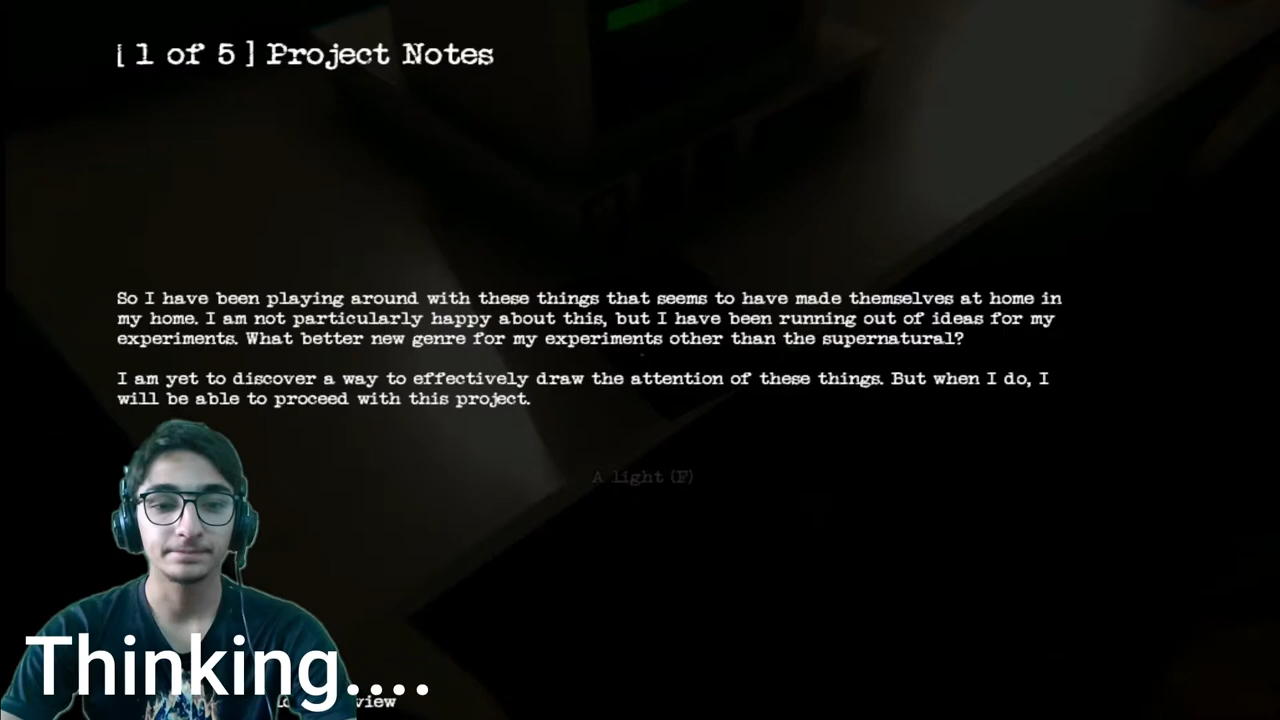 [ 1 of 5 ] Project Notes
So I have been playing around with these things that seems to have made themselves at home in
my home. I am not particularly happy about this, but I have been running out of ideas for my
experiments. What better new genre for my experiments other than the supernatural?
I am yet to discover a way to effectively draw the attention of these things. But when I do, I
will be able to proceed with this project.
A light (F)
Thinking....